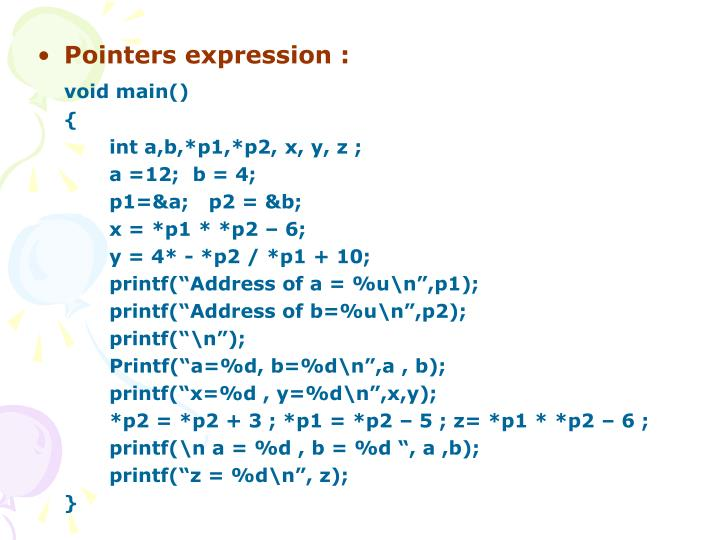 • Pointers expression :
void main()
{
int a,b,*p1,*p2, x, y, z ;
a =12;  b = 4;
p1=&a;   p2 = &b;
x = *p1 * *p2 – 6;
y = 4* - *p2 / *p1 + 10;
printf(“Address of a = %u\n”,p1);
printf(“Address of b=%u\n”,p2);
printf(“\n”);
Printf(“a=%d, b=%d\n”,a , b);
printf(“x=%d , y=%d\n”,x,y);
*p2 = *p2 + 3 ; *p1 = *p2 – 5 ; z= *p1 * *p2 – 6 ;
printf(\n a = %d , b = %d “, a ,b);
printf(“z = %d\n”, z);
}